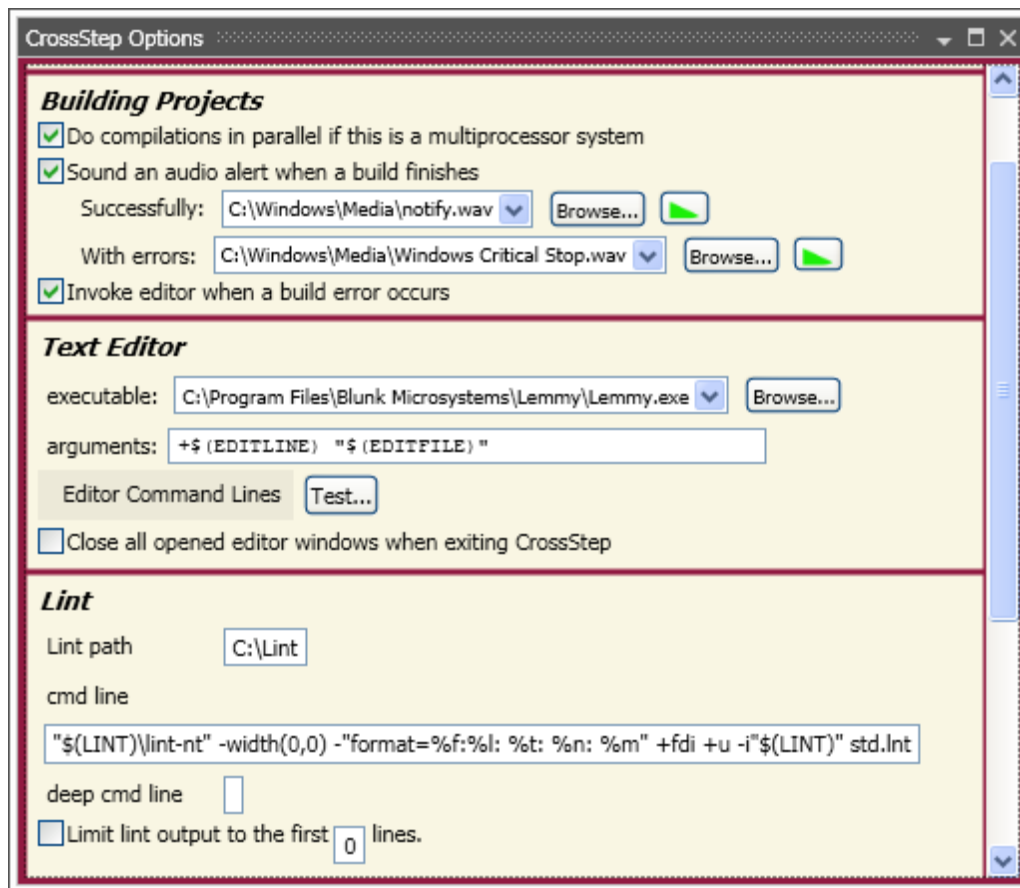 CrossStep Options
Building Projects
Do compilations in parallel if this is a multiprocessor system
Sound an audio alert when a build finishes
Successfully: C:\Windows\Media\notify.wav Browse...
With errors: C:\Windows\Media\Windows Critical Stop.wav Browse...
Invoke editor when a build error occurs
Text Editor
executable: C:\Program Files\Blunk Microsystems\Lemmy\Lemmy.exe Browse...
arguments: +$(EDITLINE) "$(EDITFILE)"
Editor Command Lines Test...
Close all opened editor windows when exiting CrossStep
Lint
Lint path C:\Lint
cmd line
"$(LINT)\lint-nt" -width(0,0) -"format=%f:%l: %t: %n: %m" +fdi +u -i"$(LINT)" std.lnt
deep cmd line
Limit lint output to the first 0 lines.